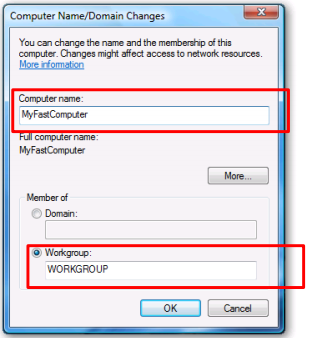 Computer Name/Domain Changes
You can change the name and the membership of this
computer. Changes might affect access to network resources.
More information
Computer name:
MyFastComputer
Full computer name:
MyFastComputer
More...
Member of
Domain:
Workgroup:
WORKGROUP
OK Cancel